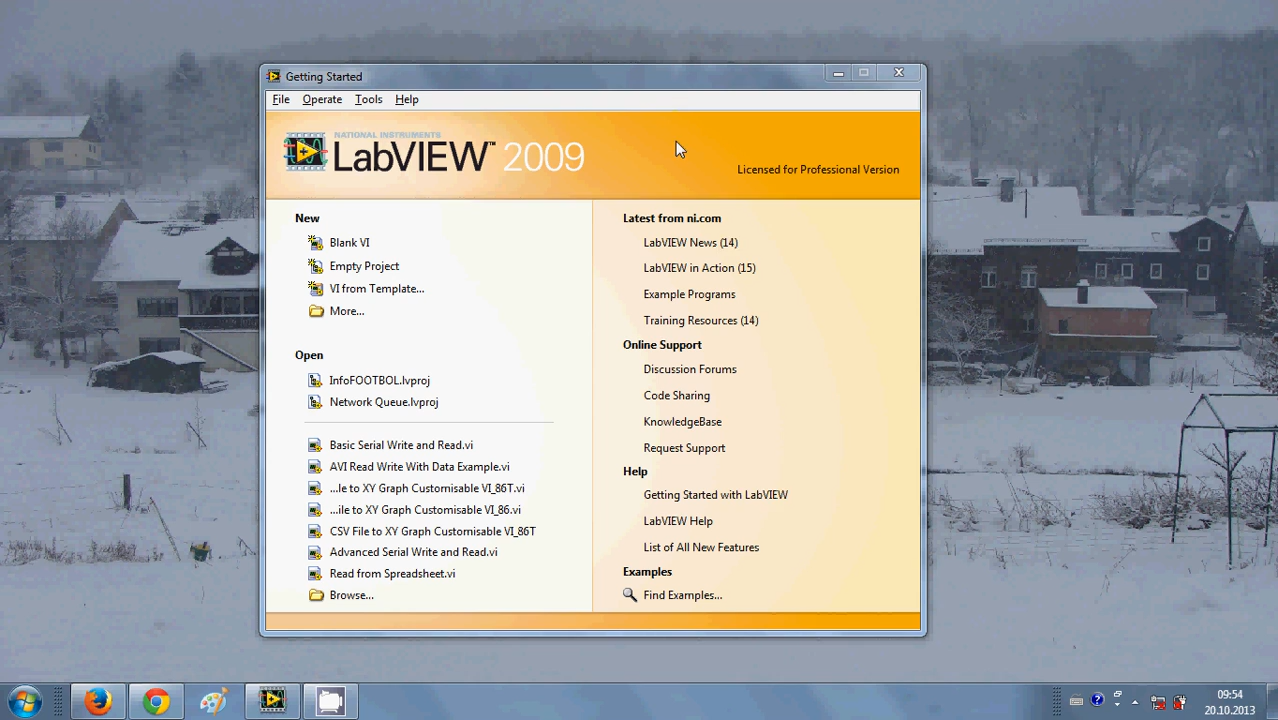 Getting Started
File Operate Tools Help
NATIONAL INSTRUMENTS
LabVIEW™ 2009
Licensed for Professional Version
New
Blank VI
Empty Project
VI from Template...
More...
Open
InfoFOOTBOL.lvproj
Network Queue.lvproj
Basic Serial Write and Read.vi
AVI Read Write With Data Example.vi
...le to XY Graph Customisable VI_86T.vi
...ile to XY Graph Customisable VI_86.vi
CSV File to XY Graph Customisable VI_86T
Advanced Serial Write and Read.vi
Read from Spreadsheet.vi
Browse...
Latest from ni.com
LabVIEW News (14)
LabVIEW in Action (15)
Example Programs
Training Resources (14)
Online Support
Discussion Forums
Code Sharing
KnowledgeBase
Request Support
Help
Getting Started with LabVIEW
LabVIEW Help
List of All New Features
Examples
Find Examples...
09:54
20.10.2013